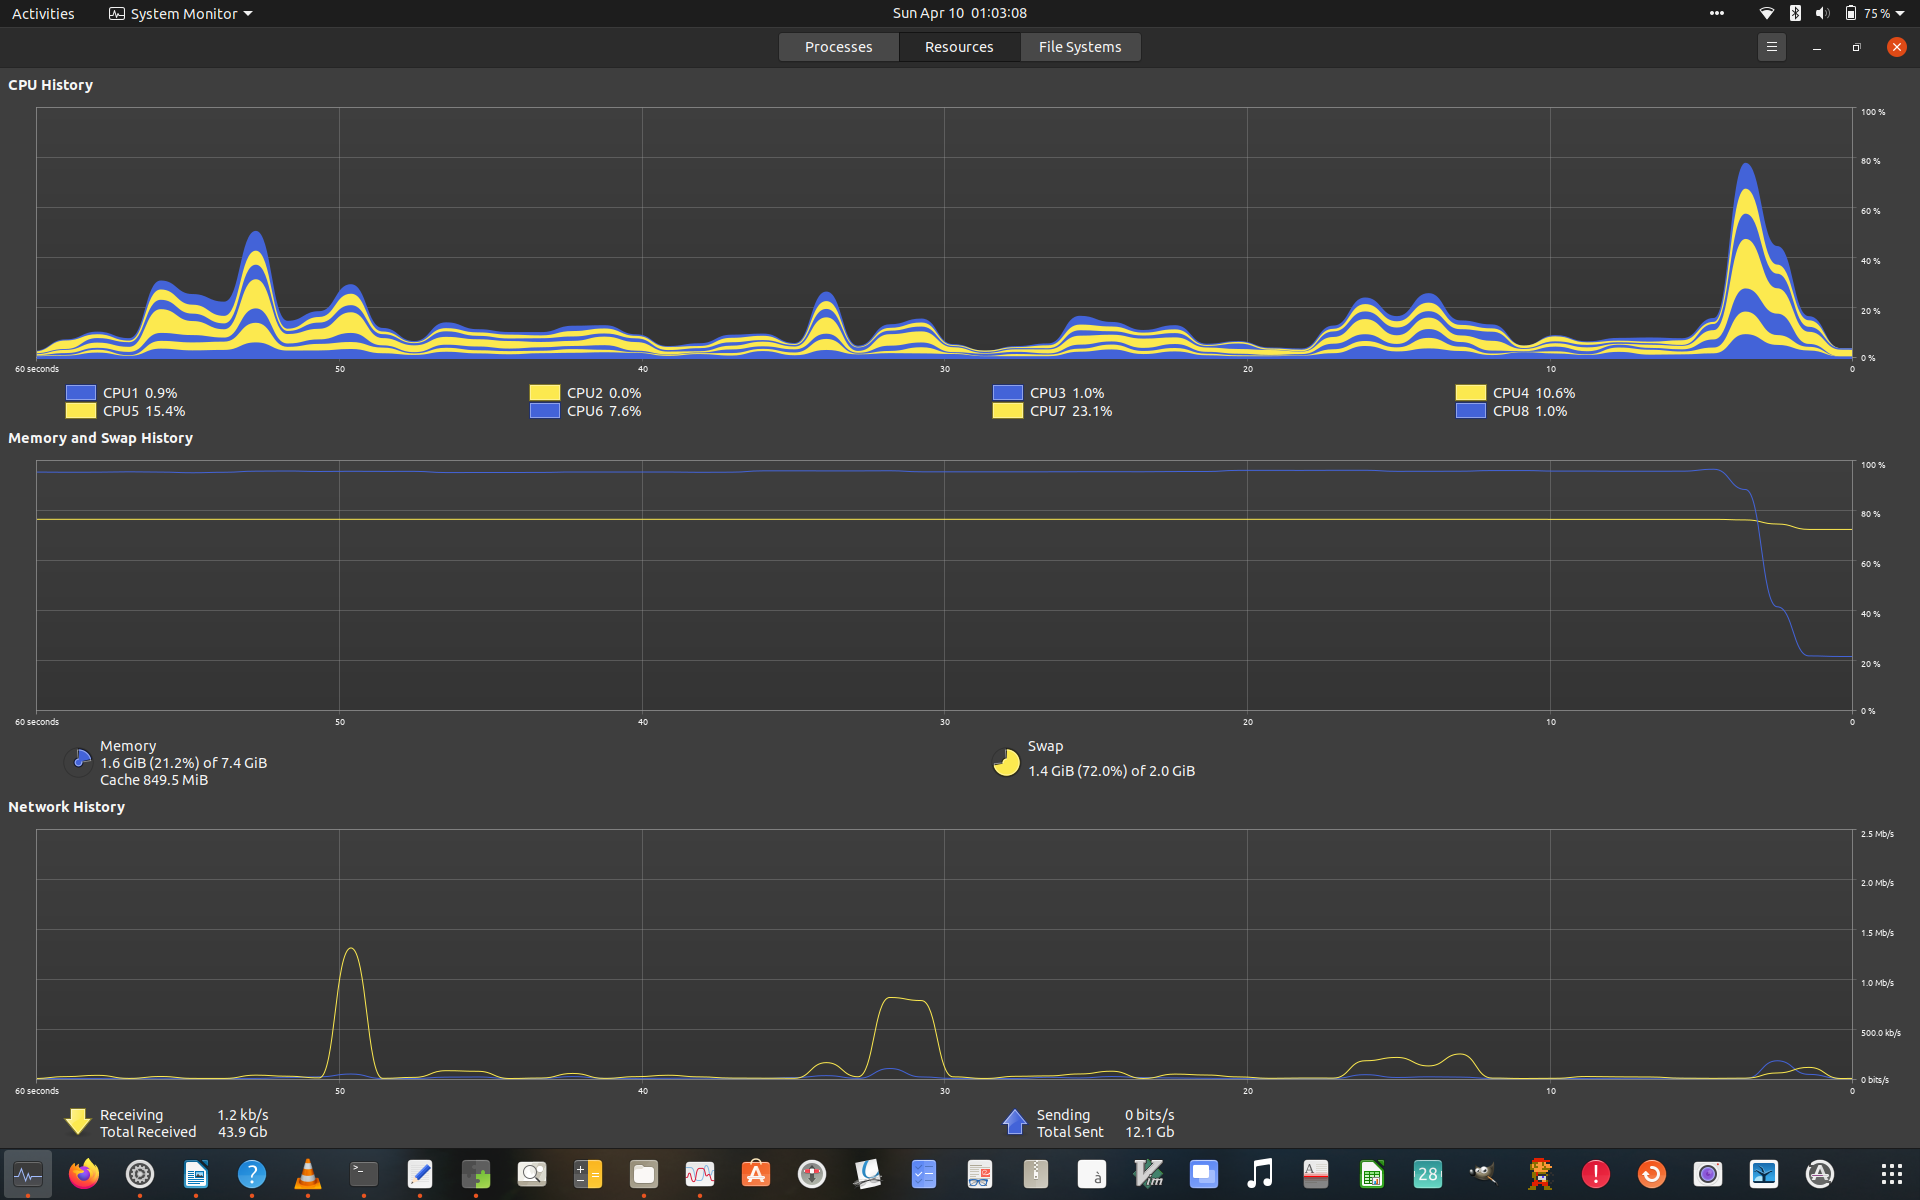 Activities System Monitor Sun Apr 10 01:03:08 75 %
Processes Resources File Systems
CPU History
100 %
80 %
60 %
40 %
20 %
0 %
60 seconds 50 40 30 20 10 0
CPU1 0.9% CPU2 0.0% CPU3 1.0% CPU4 10.6%
CPU5 15.4% CPU6 7.6% CPU7 23.1% CPU8 1.0%
Memory and Swap History
100 %
80 %
60 %
40 %
20 %
0 %
60 seconds 50 40 30 20 10 0
Memory
1.6 GiB (21.2%) of 7.4 GiB
Cache 849.5 MiB
Swap
1.4 GiB (72.0%) of 2.0 GiB
Network History
2.5 Mb/s
2.0 Mb/s
1.5 Mb/s
1.0 Mb/s
500.0 kb/s
0 bits/s
60 seconds 50 40 30 20 10 0
Receiving 1.2 kb/s
Total Received 43.9 Gb
Sending 0 bits/s
Total Sent 12.1 Gb
? >_ A à Vim A 28 !